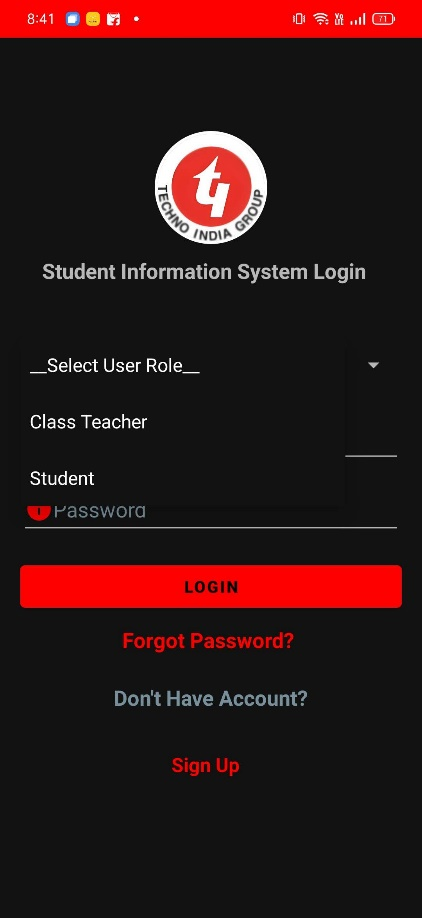 8:41
71
TECHNO INDIA GROUP
Student Information System Login
__Select User Role__
Class Teacher
Student
Password
LOGIN
Forgot Password?
Don't Have Account?
Sign Up